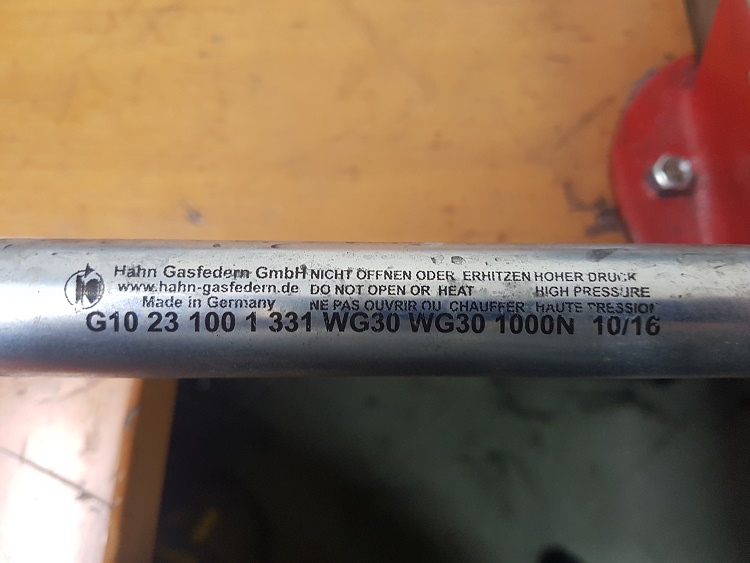 Hahn Gasfedern GmbH NICHT ÖFFNEN ODER ERHITZEN HOHER DRUCK
www.hahn-gasfedern.de DO NOT OPEN OR HEAT HIGH PRESSURE
Made in Germany NE PAS OUVRIR OU CHAUFFER HAUTE PRESSION
G10 23 100 1 331 WG30 WG30 1000N 10/16